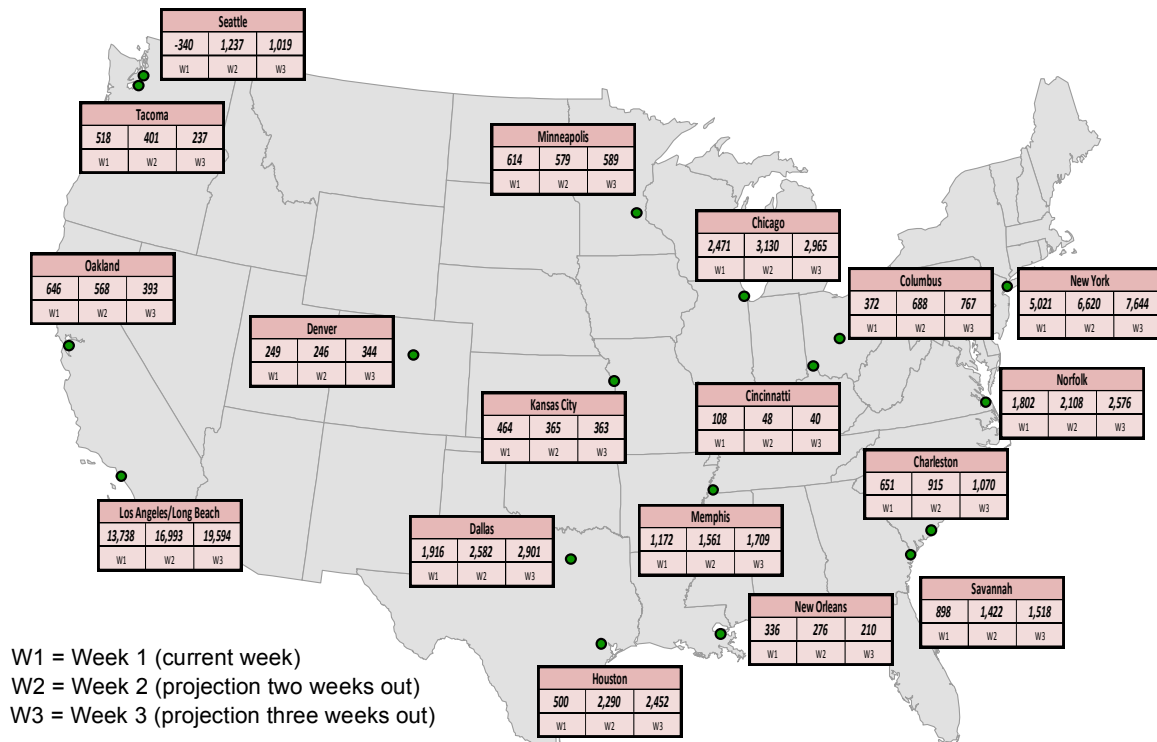 Seattle
-340 1,237 1,019
W1 W2 W3
Tacoma
518 401 237
W1 W2 W3
Minneapolis
614 579 589
W1 W2 W3
Chicago
2,471 3,130 2,965
W1 W2 W3
Oakland
646 568 393
W1 W2 W3
Columbus
372 688 767
W1 W2 W3
New York
5,021 6,620 7,644
W1 W2 W3
Denver
249 246 344
W1 W2 W3
Norfolk
1,802 2,108 2,576
W1 W2 W3
Kansas City
464 365 363
W1 W2 W3
Cincinnatti
108 48 40
W1 W2 W3
Charleston
651 915 1,070
W1 W2 W3
Los Angeles/Long Beach
13,738 16,993 19,594
W1 W2 W3
Dallas
1,916 2,582 2,901
W1 W2 W3
Memphis
1,172 1,561 1,709
W1 W2 W3
Savannah
898 1,422 1,518
W1 W2 W3
New Orleans
336 276 210
W1 W2 W3
Houston
500 2,290 2,452
W1 W2 W3
W1 = Week 1 (current week)
W2 = Week 2 (projection two weeks out)
W3 = Week 3 (projection three weeks out)